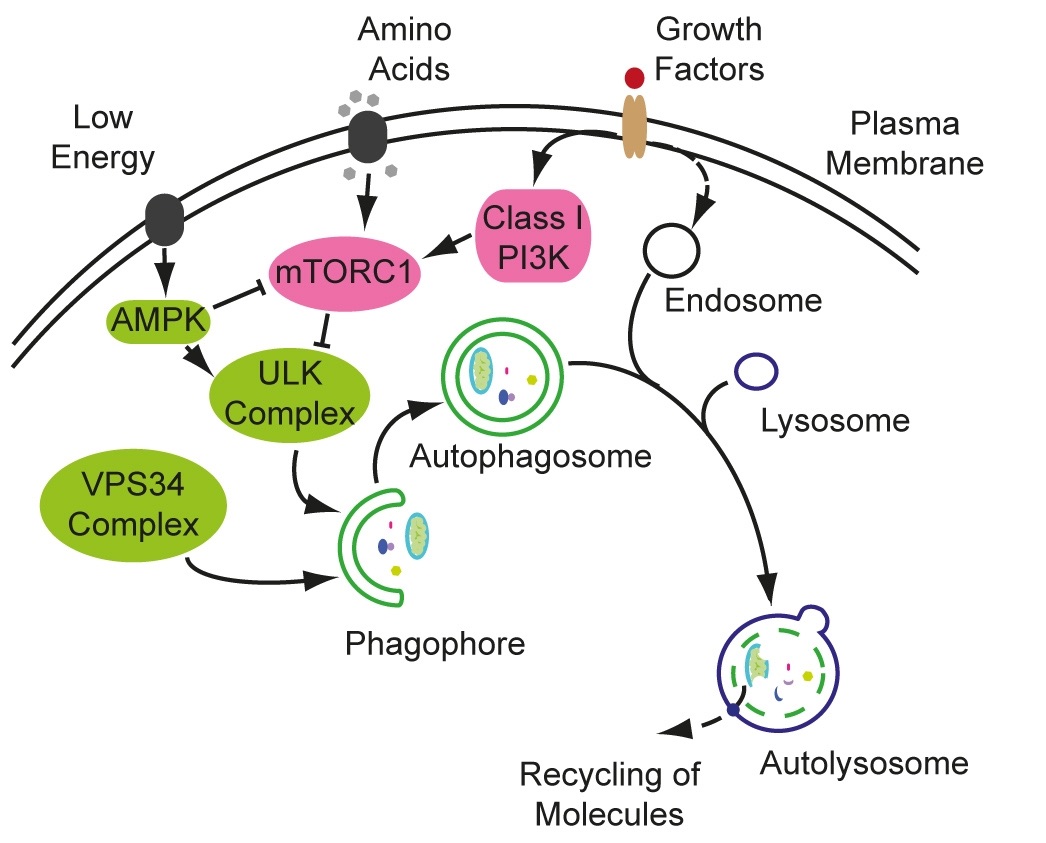 Amino
Acids
Growth
Factors
Low
Energy
Plasma
Membrane
Class I
PI3K
mTORC1
Endosome
AMPK
ULK
Complex
Lysosome
Autophagosome
VPS34
Complex
Phagophore
Autolysosome
Recycling of
Molecules